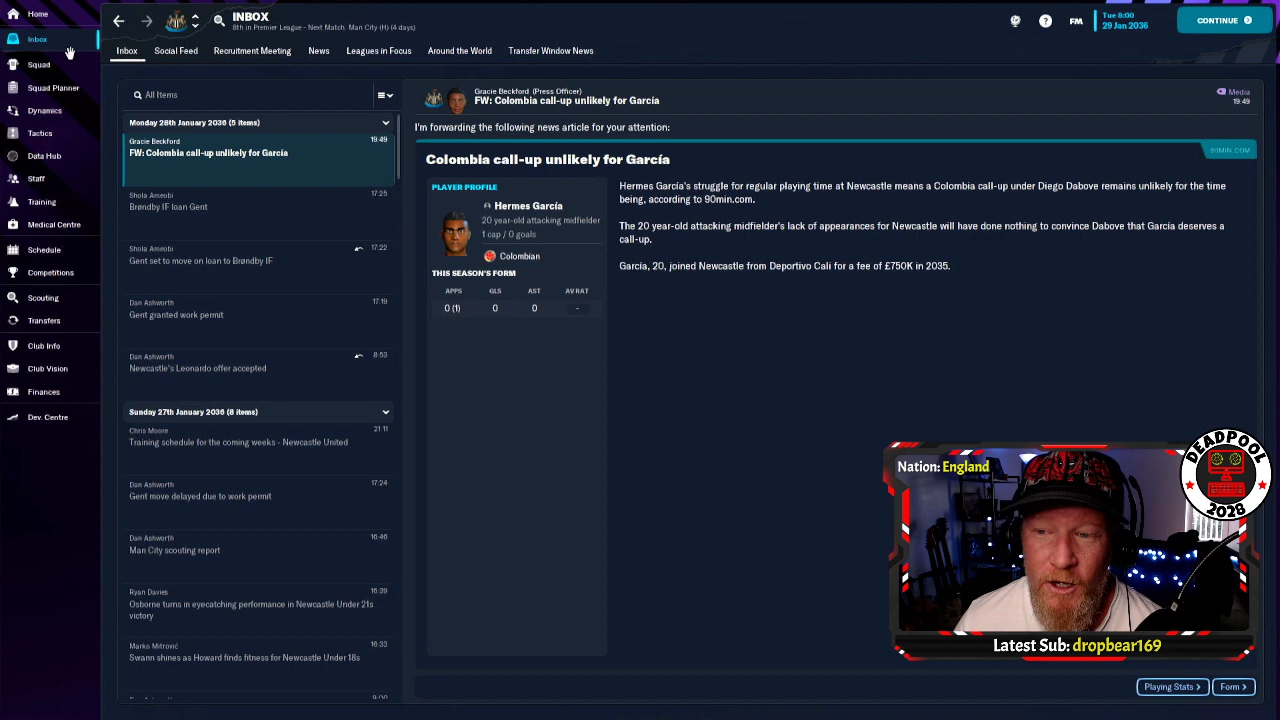 Home
Inbox
Squad
Squad Planner
Dynamics
Tactics
Data Hub
Staff
Training
Medical Centre
Schedule
Competitions
Scouting
Transfers
Club Info
Club Vision
Finances
Dev. Centre
INBOX
8th in Premier League - Next Match, Man City (H) (4 days)
FM
Tue 8:00
29 Jan 2036
CONTINUE
Inbox
Social Feed
Recruitment Meeting
News
Leagues in Focus
Around the World
Transfer Window News
All Items
Monday 28th January 2036 (5 items)
Gracie Beckford
19:49
FW: Colombia call-up unlikely for García
Shola Ameobi
17:25
Brøndby IF loan Gent
Shola Ameobi
17:22
Gent set to move on loan to Brøndby IF
Dan Ashworth
17:19
Gent granted work permit
Dan Ashworth
8:53
Newcastle's Leonardo offer accepted
Sunday 27th January 2036 (8 items)
Chris Moore
21:11
Training schedule for the coming weeks - Newcastle United
Dan Ashworth
17:24
Gent move delayed due to work permit
Dan Ashworth
16:46
Man City scouting report
Ryan Davies
16:39
Osborne turns in eyecatching performance in Newcastle Under 21s
victory
Marko Mitrović
16:33
Swann shines as Howard finds fitness for Newcastle Under 18s
9:00
Gracie Beckford (Press Officer)
FW: Colombia call-up unlikely for García
Media
19:49
I'm forwarding the following news article for your attention:
Colombia call-up unlikely for García
90MIN.COM
PLAYER PROFILE
Hermes García
20 year-old attacking midfielder
1 cap / 0 goals
Colombian
THIS SEASON'S FORM
APPS GLS AST AV RAT
0 (1) 0 0 -
Hermes García's struggle for regular playing time at Newcastle means a Colombia call-up under Diego Dabove remains unlikely for the time
being, according to 90min.com.
The 20 year-old attacking midfielder's lack of appearances for Newcastle will have done nothing to convince Dabove that García deserves a
call-up.
García, 20, joined Newcastle from Deportivo Cali for a fee of £750K in 2035.
Nation: England
DEADPOOL
2028
Latest Sub: dropbear169
Playing Stats >
Form >